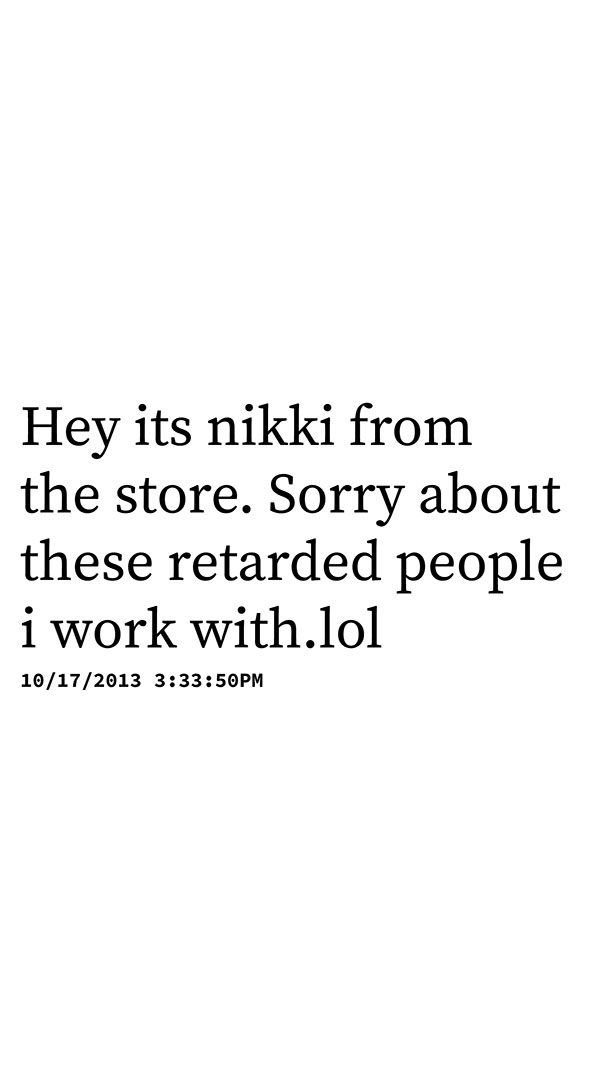 Hey its nikki from
the store. Sorry about
these retarded people
i work with.lol
10/17/2013 3:33:50PM